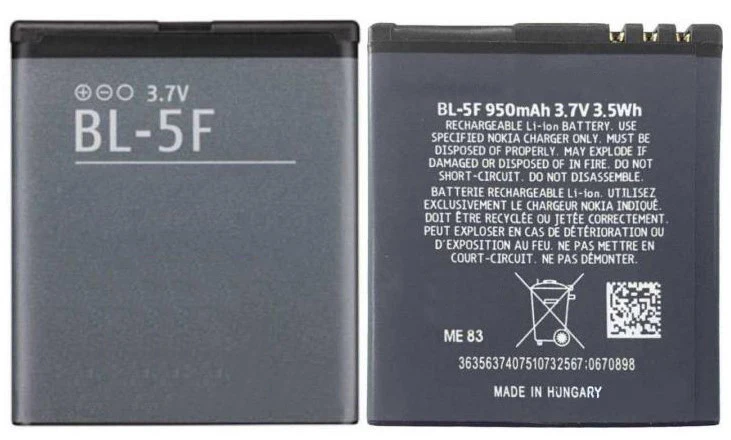 ⊕⊖○ 3.7V
BL-5F
BL-5F 950mAh 3.7V 3.5Wh
RECHARGEABLE Li-ion BATTERY. USE
SPECIFIED NOKIA CHARGER ONLY. MUST BE
DISPOSED OF PROPERLY. MAY EXPLODE IF
DAMAGED OR DISPOSED OF IN FIRE. DO NOT
SHORT-CIRCUIT. DO NOT DISASSEMBLE.
BATTERIE RECHARGEABLE Li-ion. UTILISEZ
EXCLUSIVEMENT LE CHARGEUR NOKIA INDIQUÉ.
DOIT ÊTRE RECYCLÉE OU JETÉE CORRECTEMENT.
PEUT EXPLOSER EN CAS DE DÉTÉRIORATION OU
D'EXPOSITION AU FEU. NE PAS METTRE EN
COURT-CIRCUIT. NE PAS DÉMONTER.
ME 83
3635637407510732567:0670898
MADE IN HUNGARY